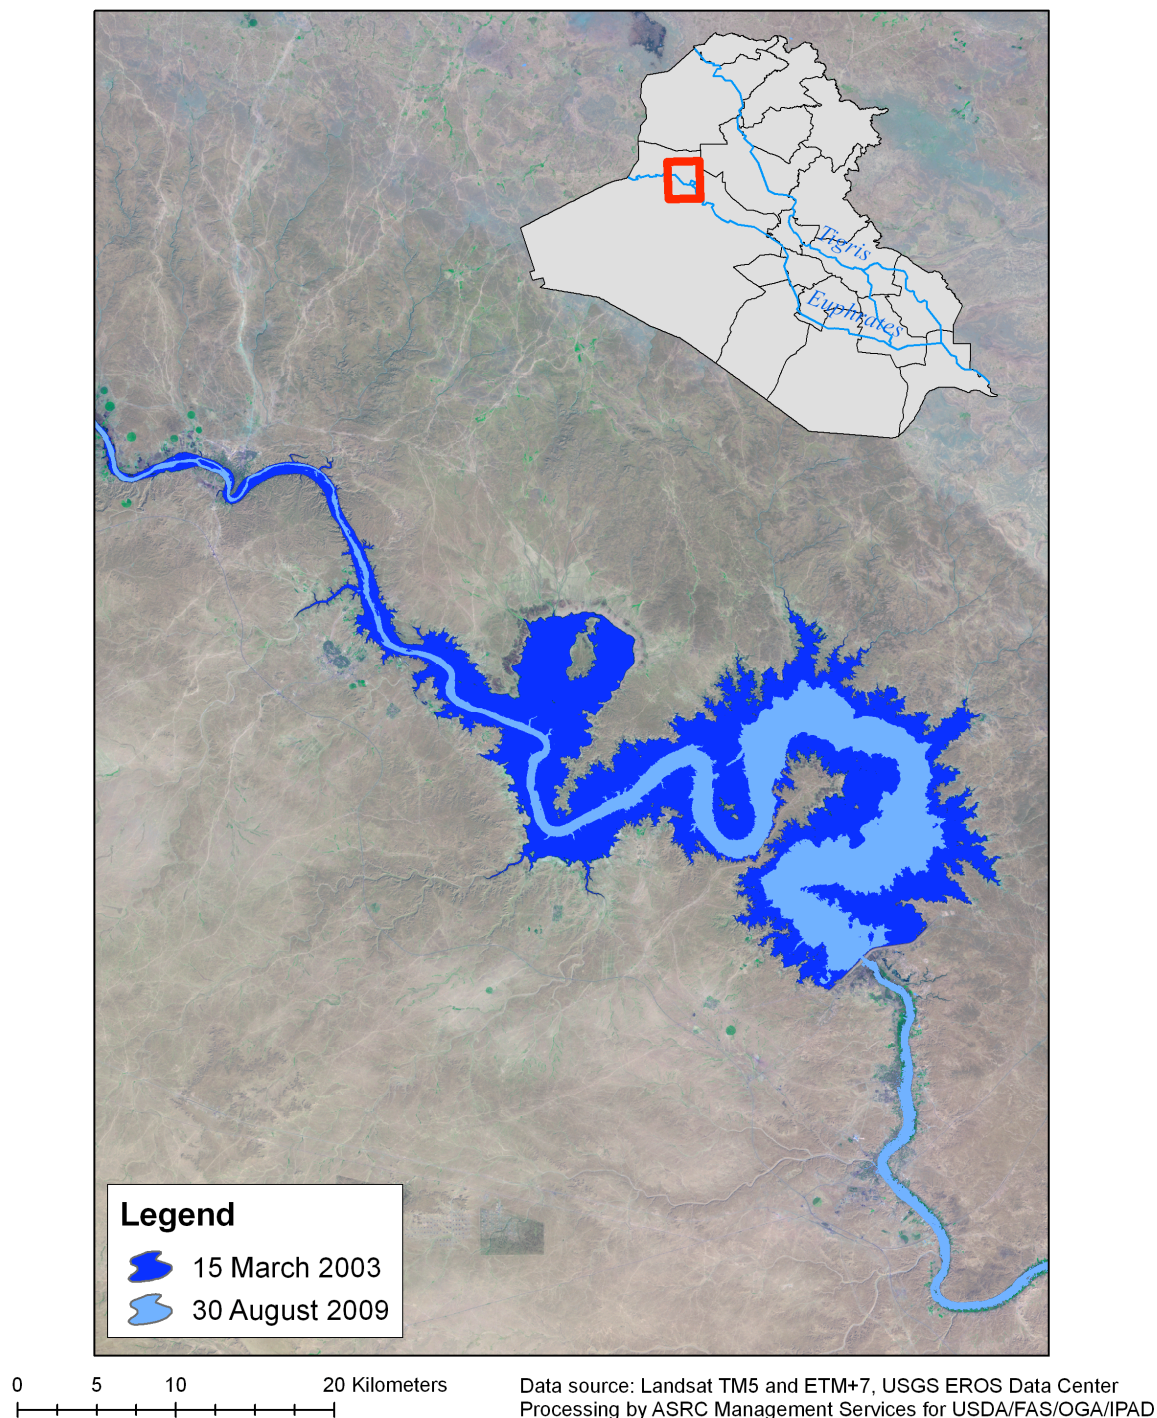 Tigris
Euphrates
Legend
15 March 2003
30 August 2009
0 5 10 20 Kilometers
Data source: Landsat TM5 and ETM+7, USGS EROS Data Center
Processing by ASRC Management Services for USDA/FAS/OGA/IPAD